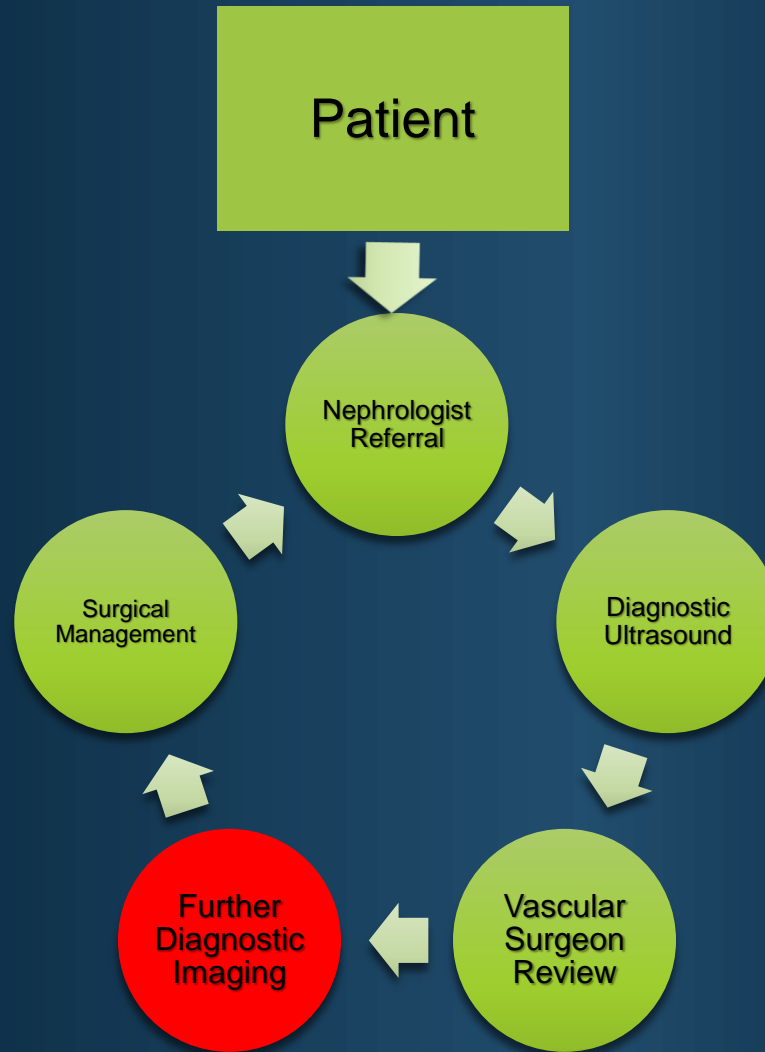 Patient
Nephrologist
Referral
Diagnostic
Ultrasound
Vascular
Surgeon
Review
Further
Diagnostic
Imaging
Surgical
Management